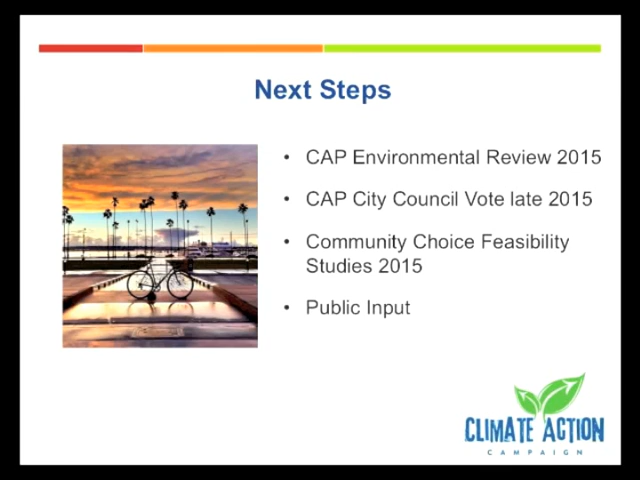 Next Steps
• CAP Environmental Review 2015
• CAP City Council Vote late 2015
• Community Choice Feasibility
Studies 2015
• Public Input
CLIMATE ACTION
CAMPAIGN